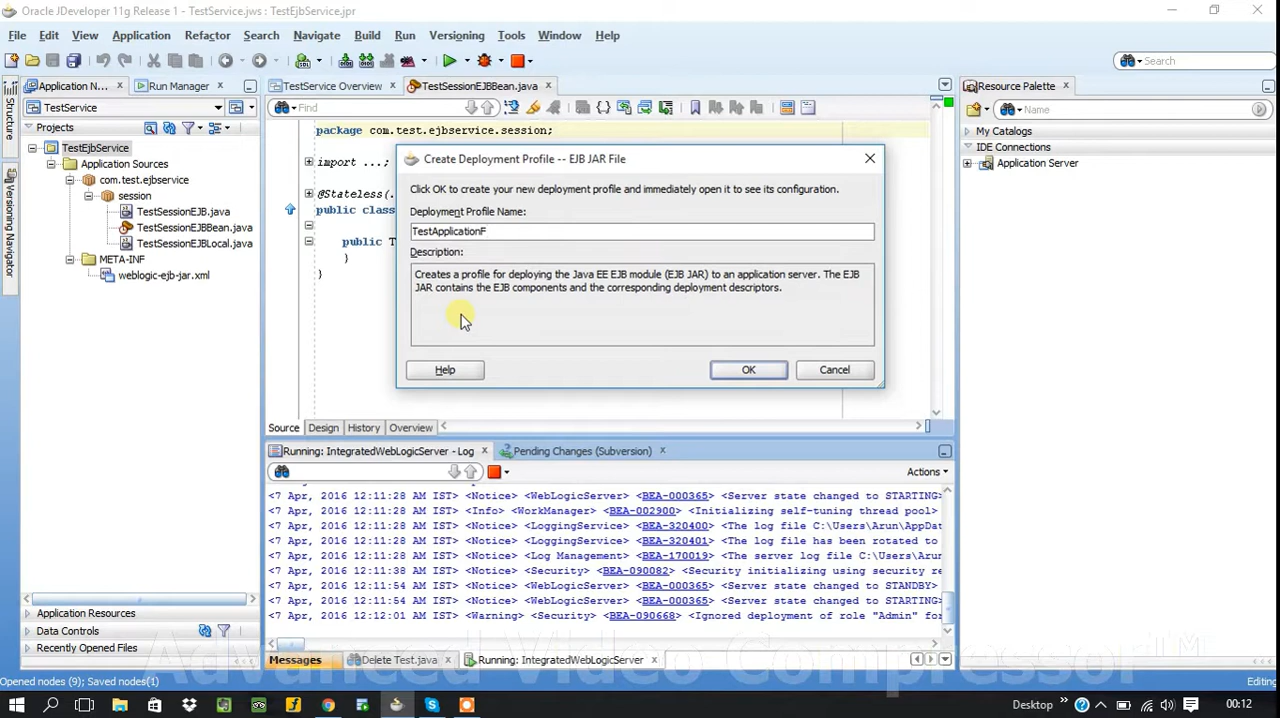 Oracle JDeveloper 11g Release 1 - TestService.jws : TestEjbService.jpr
File Edit View Application Refactor Search Navigate Build Run Versioning Tools Window Help
Search
Application N... Run Manager
TestService Overview TestSessionEJBBean.java
Resource Palette
Structure
Versioning Navigator
TestService
Find
Name
Projects
My Catalogs
IDE Connections
Application Server
TestEjbService
Application Sources
com.test.ejbservice
session
TestSessionEJB.java
TestSessionEJBBean.java
TestSessionEJBLocal.java
META-INF
weblogic-ejb-jar.xml
package com.test.ejbservice.session;
import ...;
@Stateless(.
public class
public T
}
}
Create Deployment Profile -- EJB JAR File
Click OK to create your new deployment profile and immediately open it to see its configuration.
Deployment Profile Name:
TestApplicationF
Description:
Creates a profile for deploying the Java EE EJB module (EJB JAR) to an application server. The EJB
JAR contains the EJB components and the corresponding deployment descriptors.
Help OK Cancel
Source Design History Overview
Running: IntegratedWebLogicServer - Log Pending Changes (Subversion)
Actions
<7 Apr, 2016 12:11:28 AM IST> <Notice> <WebLogicServer> <BEA-000365> <Server state changed to STARTING>
<7 Apr, 2016 12:11:28 AM IST> <Info> <WorkManager> <BEA-002900> <Initializing self-tuning thread pool>
<7 Apr, 2016 12:11:28 AM IST> <Notice> <LoggingService> <BEA-320400> <The log file C:\Users\Arun\AppDat
<7 Apr, 2016 12:11:28 AM IST> <Notice> <LoggingService> <BEA-320401> <The log file has been rotated to
<7 Apr, 2016 12:11:28 AM IST> <Notice> <Log Management> <BEA-170019> <The server log file C:\Users\Arun
<7 Apr, 2016 12:11:28 AM IST> <Notice> <Security> <BEA-090082> <Security initializing using security re
<7 Apr, 2016 12:11:54 AM IST> <Notice> <WebLogicServer> <BEA-000365> <Server state changed to STANDBY>
<7 Apr, 2016 12:11:54 AM IST> <Notice> <WebLogicServer> <BEA-000365> <Server state changed to STARTING>
<7 Apr, 2016 12:12:01 AM IST> <Warning> <Security> <BEA-090668> <Ignored deployment of role "Admin" for
Application Resources
Data Controls
Recently Opened Files
Messages Delete Test.java Running: IntegratedWebLogicServer
Advanced Video Compressor™
Opened nodes (9); Saved nodes(1)
Editing
Desktop
00:12